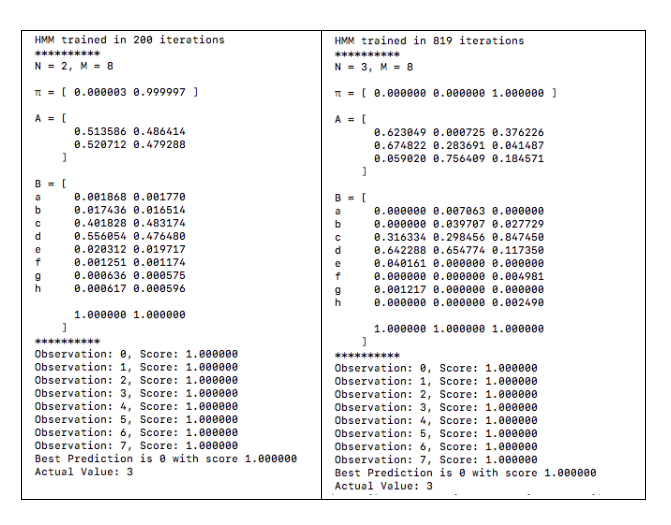 HMM trained in 200 iterations
**********
N = 2, M = 8
π = [ 0.000003 0.999997 ]
A = [
0.513586 0.486414
0.520712 0.479288
]
B = [
a 0.001868 0.001770
b 0.017436 0.016514
c 0.401828 0.483174
d 0.556054 0.476480
e 0.020312 0.019717
f 0.001251 0.001174
g 0.000636 0.000575
h 0.000617 0.000596
1.000000 1.000000
]
**********
Observation: 0, Score: 1.000000
Observation: 1, Score: 1.000000
Observation: 2, Score: 1.000000
Observation: 3, Score: 1.000000
Observation: 4, Score: 1.000000
Observation: 5, Score: 1.000000
Observation: 6, Score: 1.000000
Observation: 7, Score: 1.000000
Best Prediction is 0 with score 1.000000
Actual Value: 3
HMM trained in 819 iterations
**********
N = 3, M = 8
π = [ 0.000000 0.000000 1.000000 ]
A = [
0.623049 0.000725 0.376226
0.674822 0.283691 0.041487
0.059020 0.756409 0.184571
]
B = [
a 0.000000 0.007063 0.000000
b 0.000000 0.039707 0.027729
c 0.316334 0.298456 0.847450
d 0.642288 0.654774 0.117350
e 0.040161 0.000000 0.000000
f 0.000000 0.000000 0.004981
g 0.001217 0.000000 0.000000
h 0.000000 0.000000 0.002490
1.000000 1.000000 1.000000
]
**********
Observation: 0, Score: 1.000000
Observation: 1, Score: 1.000000
Observation: 2, Score: 1.000000
Observation: 3, Score: 1.000000
Observation: 4, Score: 1.000000
Observation: 5, Score: 1.000000
Observation: 6, Score: 1.000000
Observation: 7, Score: 1.000000
Best Prediction is 0 with score 1.000000
Actual Value: 3